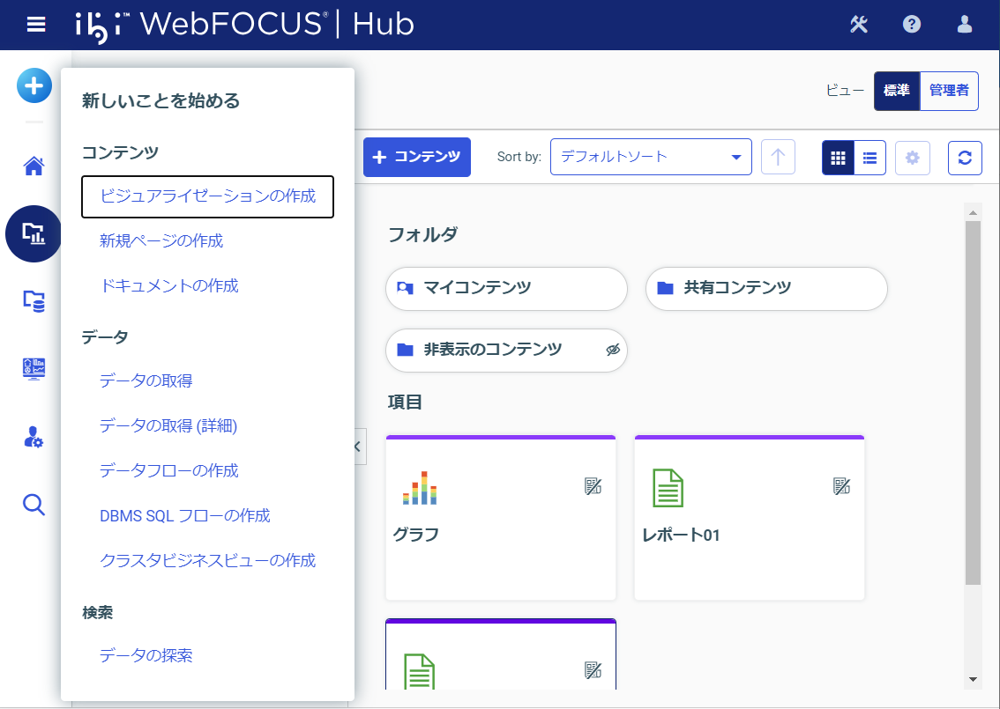 ibi™ WebFOCUS® | Hub
新しいことを始める
コンテンツ
ビジュアライゼーションの作成
新規ページの作成
ドキュメントの作成
データ
データの取得
データの取得 (詳細)
データフローの作成
DBMS SQL フローの作成
クラスタビジネスビューの作成
検索
データの探索
ビュー 標準 管理者
+ コンテンツ Sort by: デフォルトソート
フォルダ
マイコンテンツ 共有コンテンツ
非表示のコンテンツ
項目
グラフ レポート01